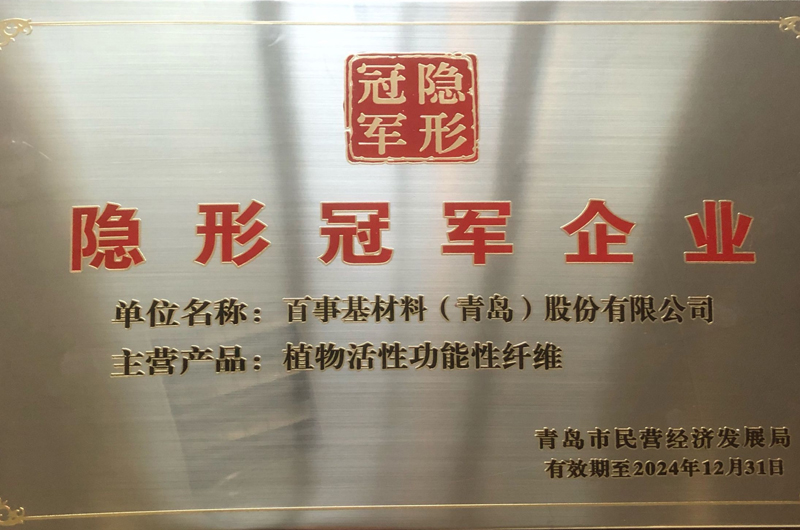 隐形
冠军
隐形冠军企业
单位名称：百事基材料（青岛）股份有限公司
主营产品：植物活性功能性纤维
青岛市民营经济发展局
有效期至2024年12月31日